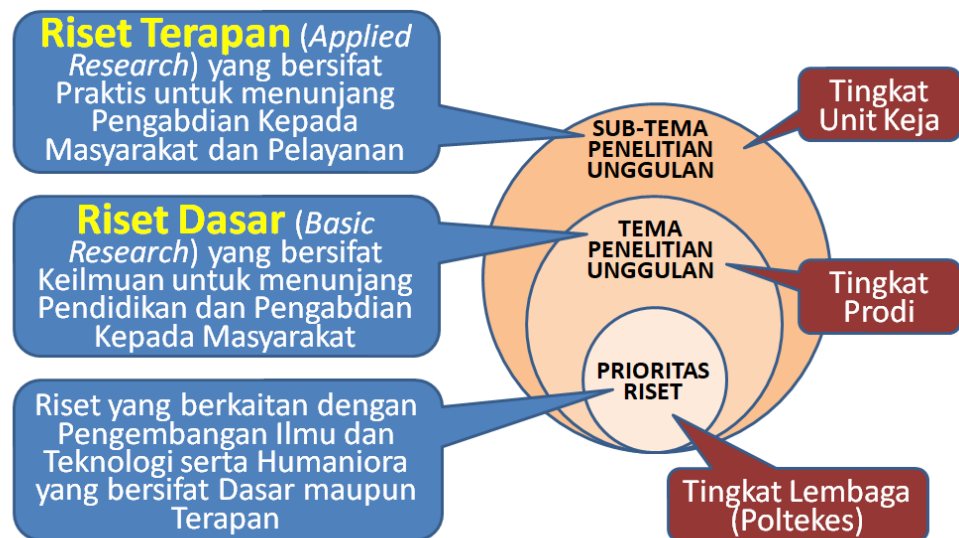 Riset Terapan (Applied
Research) yang bersifat
Praktis untuk menunjang
Pengabdian Kepada
Masyarakat dan Pelayanan
Riset Dasar (Basic
Research) yang bersifat
Keilmuan untuk menunjang
Pendidikan dan Pengabdian
Kepada Masyarakat
Riset yang berkaitan dengan
Pengembangan Ilmu dan
Teknologi serta Humaniora
yang bersifat Dasar maupun
Terapan
SUB-TEMA
PENELITIAN
UNGGULAN
TEMA
PENELITIAN
UNGGULAN
PRIORITAS
RISET
Tingkat
Unit Keja
Tingkat
Prodi
Tingkat Lembaga
(Poltekes)